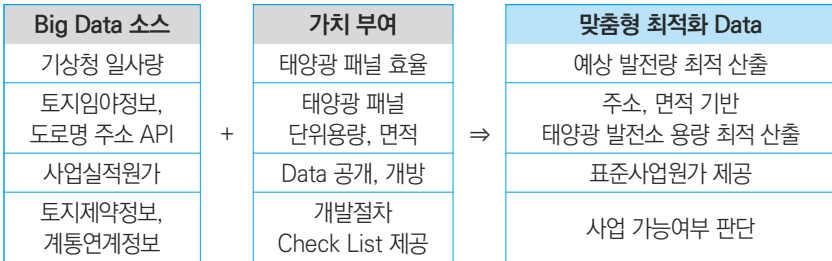 Big Data 소스 가치 부여 맞춤형 최적화 Data
기상청 일사량 태양광 패널 효율 예상 발전량 최적 산출
토지임야정보,
도로명 주소 API
+
태양광 패널
단위용량, 면적
⇒
주소, 면적 기반
태양광 발전소 용량 최적 산출
사업실적원가 Data 공개, 개방 표준사업원가 제공
토지제약정보,
계통연계정보
개발절차
Check List 제공
사업 가능여부 판단